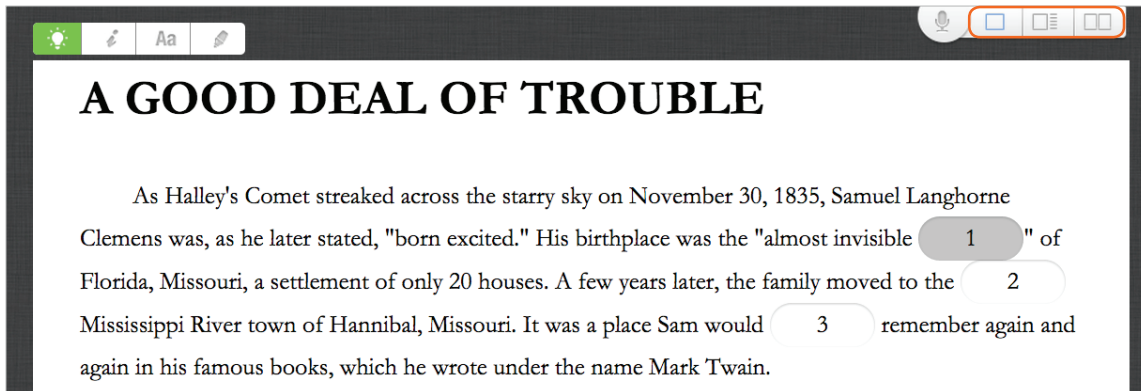 i
Aa
A GOOD DEAL OF TROUBLE
As Halley's Comet streaked across the starry sky on November 30, 1835, Samuel Langhorne
Clemens was, as he later stated, "born excited." His birthplace was the "almost invisible 1 " of
Florida, Missouri, a settlement of only 20 houses. A few years later, the family moved to the 2
Mississippi River town of Hannibal, Missouri. It was a place Sam would 3 remember again and
again in his famous books, which he wrote under the name Mark Twain.